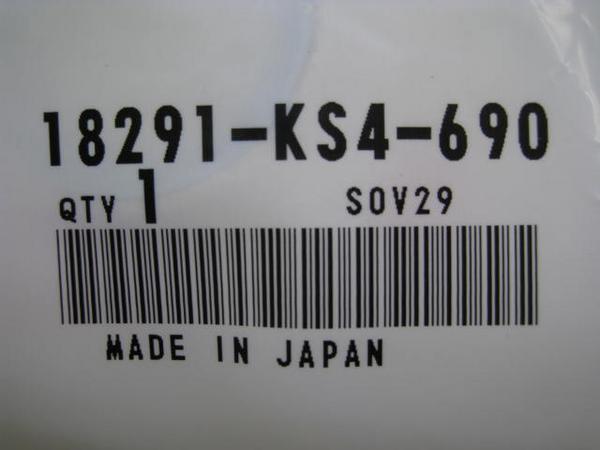 18291-KS4-690
QTY 1 SOV29
MADE IN JAPAN